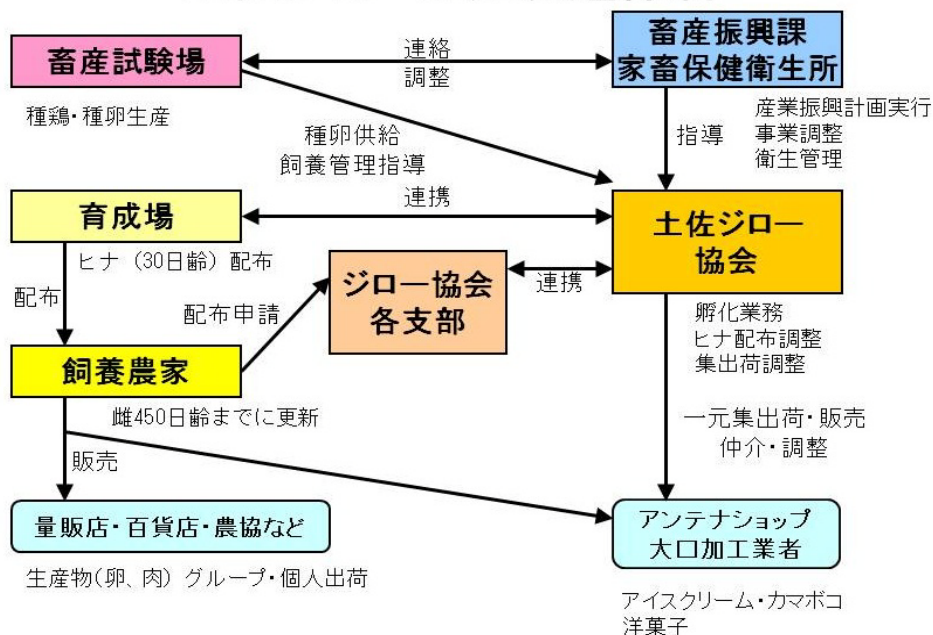 畜産試験場
連絡
調整
畜産振興課
家畜保健衛生所
種鶏・種卵生産
種卵供給
飼養管理指導
指導
産業振興計画実行
事業調整
衛生管理
育成場
連携
土佐ジロー
協会
ヒナ（30日齢）配布
配布
配布申請
ジロー協会
各支部
連携
孵化業務
ヒナ配布調整
集出荷調整
飼養農家
雌450日齢までに更新
一元集出荷・販売
仲介・調整
販売
量販店・百貨店・農協など
アンテナショップ
大口加工業者
生産物(卵、肉) グループ・個人出荷
アイスクリーム・カマボコ
洋菓子